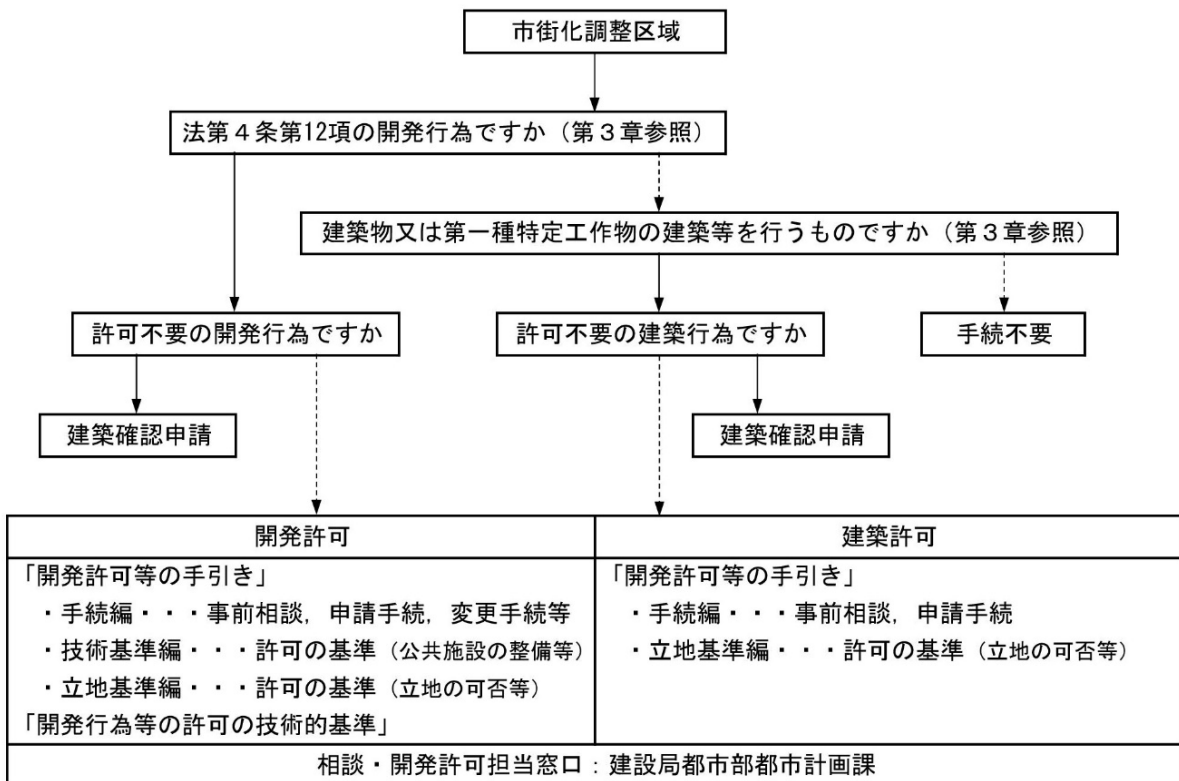 市街化調整区域
法第４条第12項の開発行為ですか（第３章参照）
建築物又は第一種特定工作物の建築等を行うものですか（第３章参照）
許可不要の開発行為ですか
許可不要の建築行為ですか
手続不要
建築確認申請
建築確認申請
開発許可
「開発許可等の手引き」
・手続編・・・事前相談，申請手続，変更手続等
・技術基準編・・・許可の基準（公共施設の整備等）
・立地基準編・・・許可の基準（立地の可否等）
「開発行為等の許可の技術的基準」
建築許可
「開発許可等の手引き」
・手続編・・・事前相談，申請手続
・立地基準編・・・許可の基準（立地の可否等）
相談・開発許可担当窓口：建設局都市部都市計画課